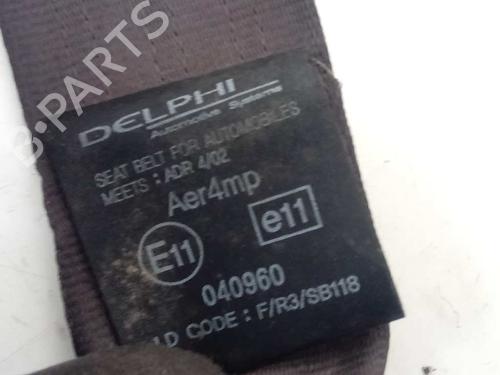 B-PARTS
DELPHI
Automotive Systems
SEAT BELT FOR AUTOMOBILES
MEETS : ADR 4/02
Aer4mp
E11 e11
040960
I.D CODE : F/R3/SB118